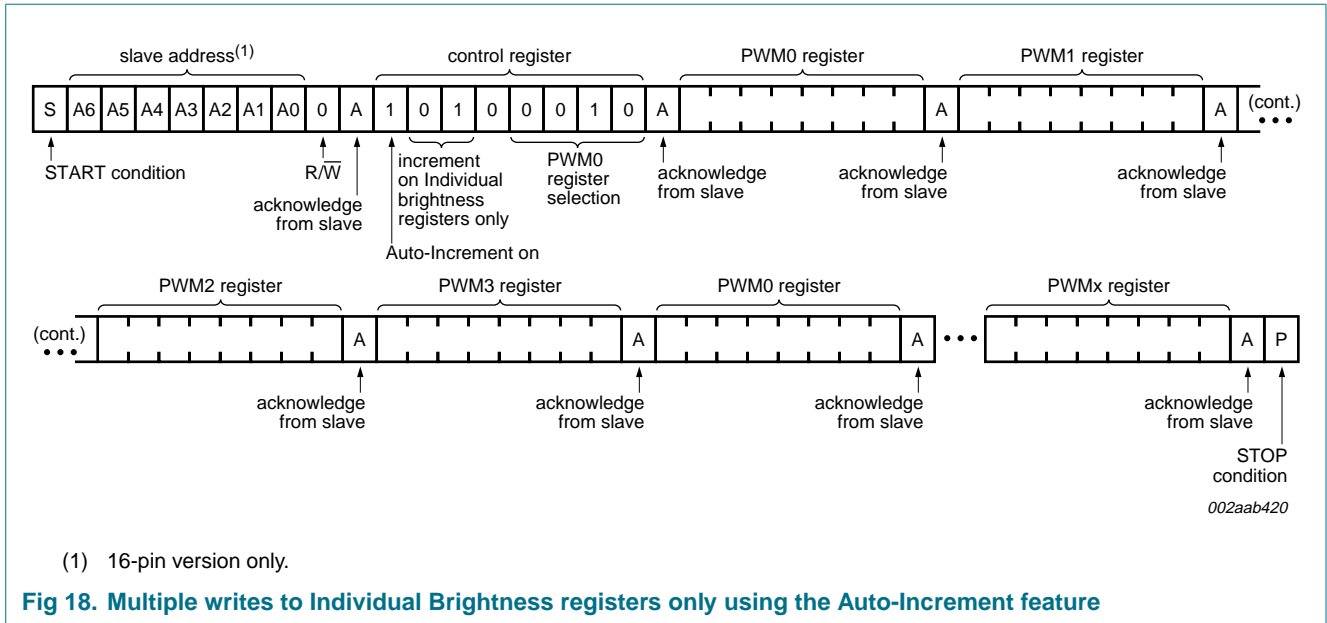 slave address(1) control register PWM0 register PWM1 register
S A6 A5 A4 A3 A2 A1 A0 0 A 1 0 1 0 0 0 1 0 A A A (cont.)
START condition R/W increment on Individual brightness registers only PWM0 register selection acknowledge from slave acknowledge from slave acknowledge from slave
acknowledge from slave
Auto-Increment on
PWM2 register PWM3 register PWM0 register PWMx register
(cont.) A A A A P
acknowledge from slave acknowledge from slave acknowledge from slave acknowledge from slave
STOP condition
002aab420
(1) 16-pin version only.
Fig 18. Multiple writes to Individual Brightness registers only using the Auto-Increment feature